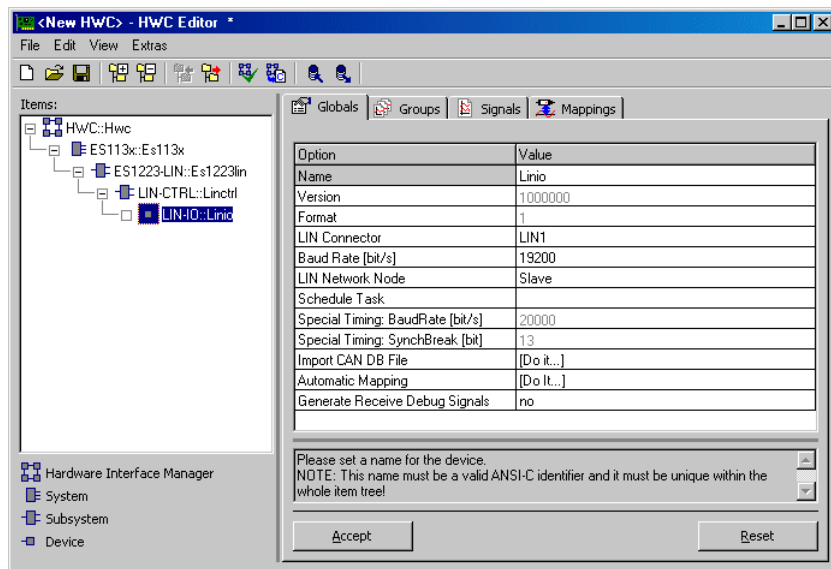 <New HWC> - HWC Editor *
File Edit View Extras
Items:
HWC::Hwc
ES113x::Es113x
ES1223-LIN::Es1223lin
LIN-CTRL::Linctrl
LIN-IO::Linio
Hardware Interface Manager
System
Subsystem
Device
Globals Groups Signals Mappings
Option Value
Name Linio
Version 1000000
Format 1
LIN Connector LIN1
Baud Rate [bit/s] 19200
LIN Network Node Slave
Schedule Task
Special Timing: BaudRate [bit/s] 20000
Special Timing: SynchBreak [bit] 13
Import CAN DB File [Do it...]
Automatic Mapping [Do It...]
Generate Receive Debug Signals no
Please set a name for the device.
NOTE: This name must be a valid ANSI-C identifier and it must be unique within the
whole item tree!
Accept Reset